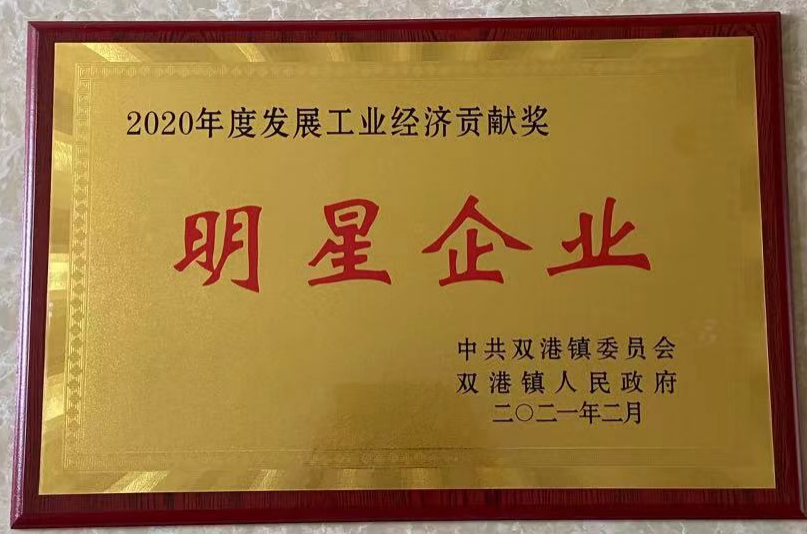 2020年度发展工业经济贡献奖
明星企业
中共双港镇委员会
双港镇人民政府
二〇二一年二月